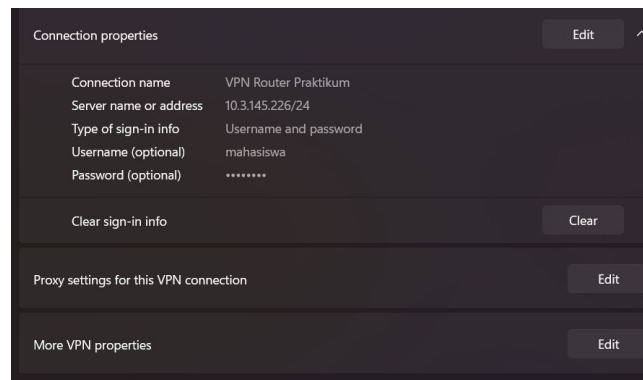 Connection properties
Edit
Connection name VPN Router Praktikum
Server name or address 10.3.145.226/24
Type of sign-in info Username and password
Username (optional) mahasiswa
Password (optional) ••••••••
Clear sign-in info
Clear
Proxy settings for this VPN connection
Edit
More VPN properties
Edit